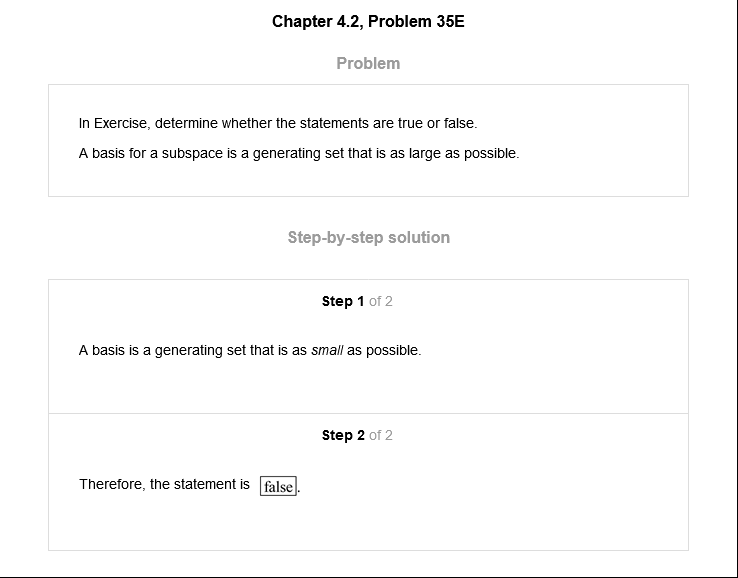 Chapter 4.2, Problem 35E
Problem
In Exercise, determine whether the statements are true or false.
A basis for a subspace is a generating set that is as large as possible.
Step-by-step solution
Step 1 of 2
A basis is a generating set that is as small as possible.
Step 2 of 2
Therefore, the statement is false.